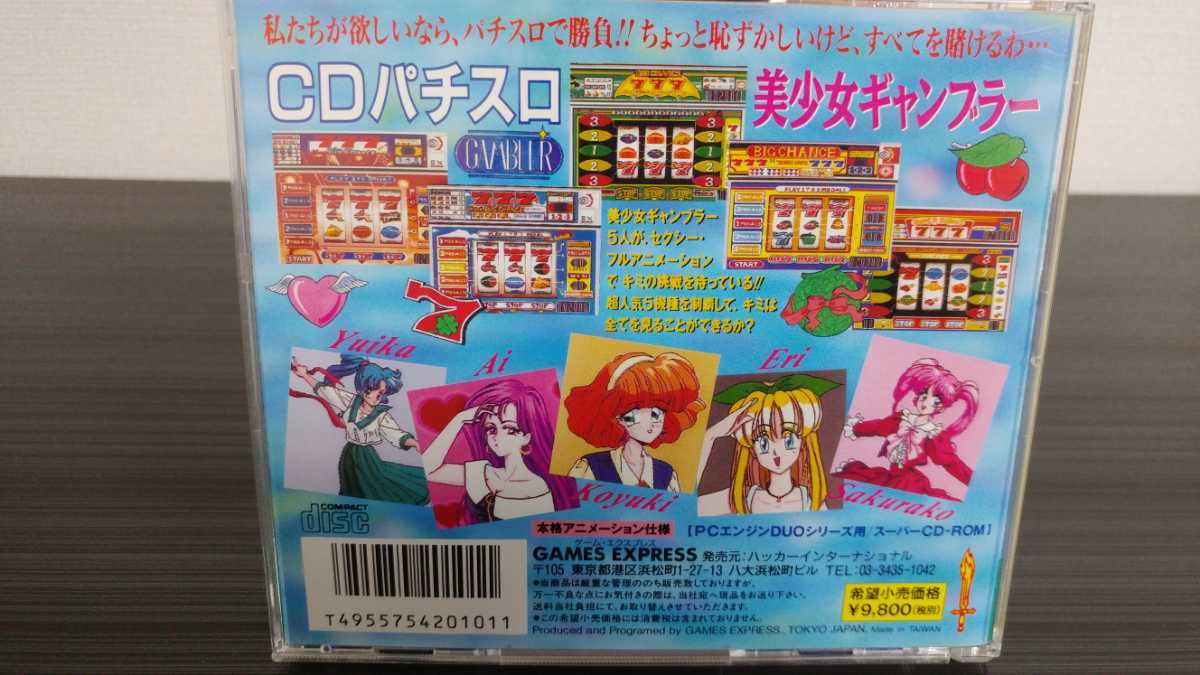 私たちが欲しいなら、パチスロで勝負!! ちょっと恥ずかしいけど、すべてを賭けるわ…
CDパチスロ
美少女ギャンブラー
GAMBLER
777
BIG CHANCE
777 777
START
START
STOP STOP STOP
美少女ギャンブラー
5人が、セクシー・
フルアニメーション
で キミの挑戦を待っている!!
超人気5機種を制覇して、キミは
全てを見ることができるか?
7
Yuika
Ai
Koyuki
Eri
Sakurako
COMPACT
disc
本格アニメーション仕様
【PCエンジンDUOシリーズ用/スーパーCD-ROM】
ゲーム・エクスプレス
GAMES EXPRESS 発売元:ハッカーインターナショナル
〒105 東京都港区浜松町1-27-13 八大浜松町ビル TEL:03-3435-1042
●当商品は厳重な管理ののち販売致しておりますが、
万一不良な点にお気付きの際は、当社宛へ現品をお送り下さい。
送料当社負担にて、お取り替えさせていただきます。
●この希望小売価格には消費税は含まれておりません。
Produced and Programed by GAMES EXPRESS., TOKYO JAPAN. Made in TAIWAN
希望小売価格
¥9,800(税別)
T4955754201011